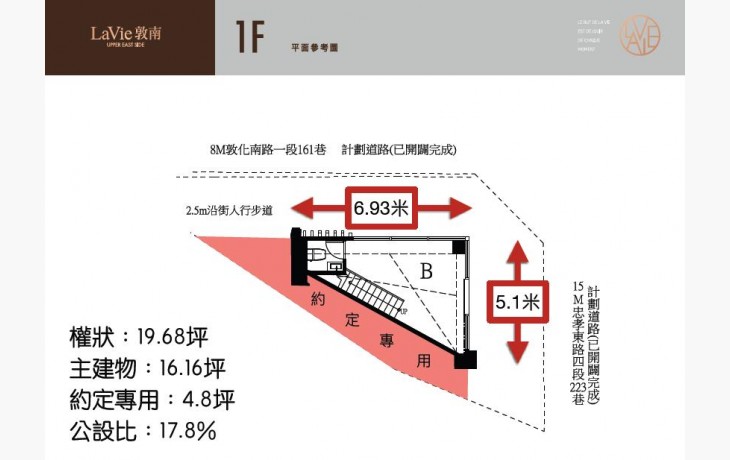 LaVie 敦南
UPPER EAST SIDE
1F
平面參考圖
LAVIE
8M敦化南路一段161巷 計劃道路(已開闢完成)
2.5m沿街人行步道
6.93米
B
5.1米
UP
約定專用
計劃道路(已開闢完成)
15M忠孝東路四段223巷
權狀：19.68坪
主建物：16.16坪
約定專用：4.8坪
公設比：17.8%